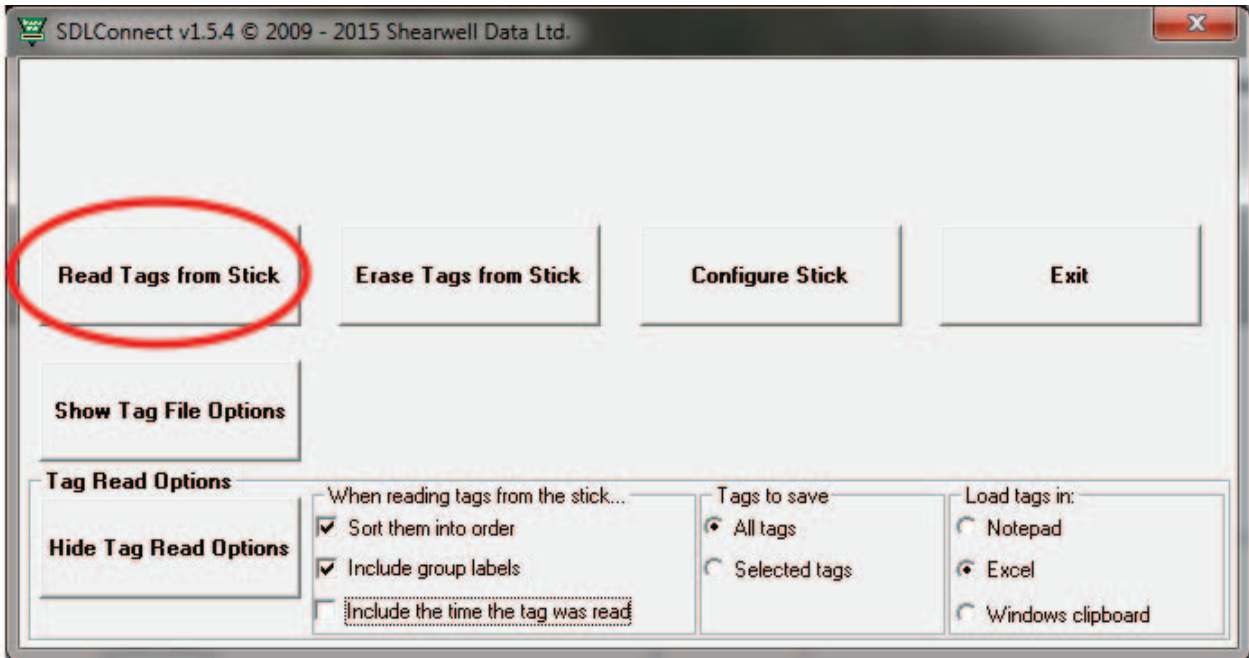 SDLConnect v1.5.4 © 2009 - 2015 Shearwell Data Ltd.
Read Tags from Stick
Erase Tags from Stick
Configure Stick
Exit
Show Tag File Options
Tag Read Options
Hide Tag Read Options
When reading tags from the stick...
Sort them into order
Include group labels
Include the time the tag was read
Tags to save
All tags
Selected tags
Load tags in:
Notepad
Excel
Windows clipboard